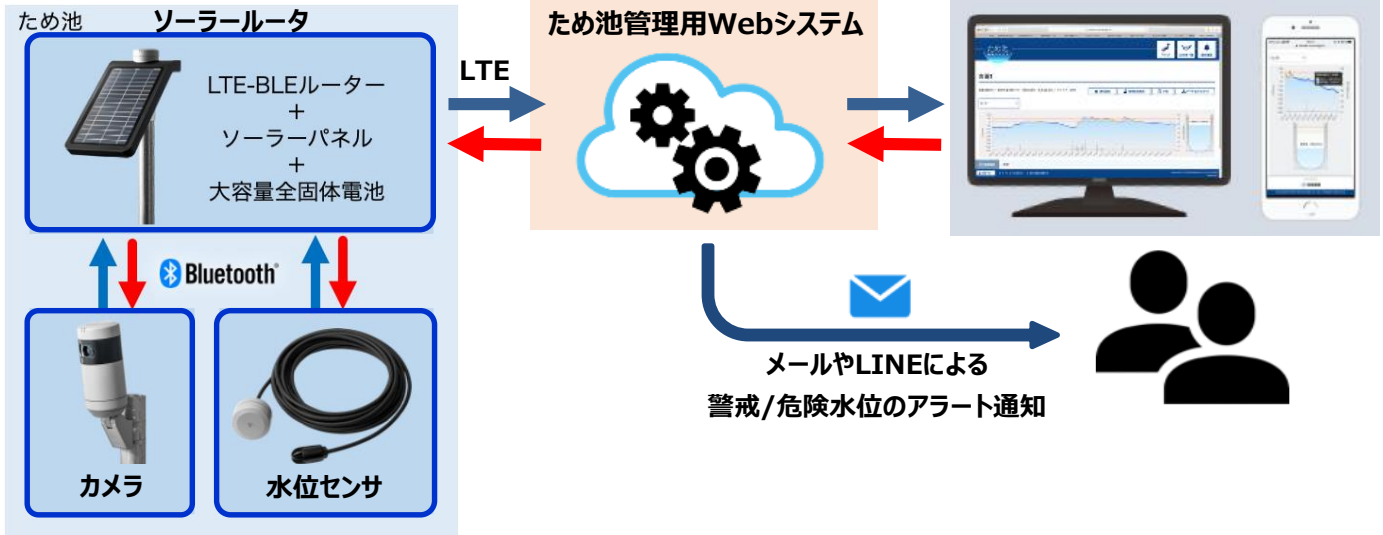 ため池
ソーラールータ
LTE-BLEルーター
+
ソーラーパネル
+
大容量全固体電池
Bluetooth
カメラ
水位センサ
LTE
ため池管理用Webシステム
メールやLINEによる
警戒/危険水位のアラート通知